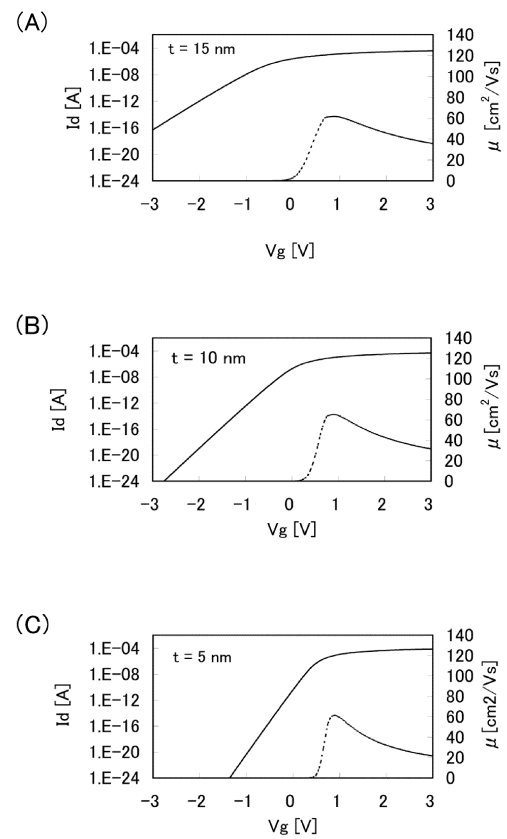 (A)
t = 15 nm
Id [A]
1.E−04
1.E−08
1.E−12
1.E−16
1.E−20
1.E−24
140
120
100
80
60
40
20
0
μ [cm²/Vs]
−3 −2 −1 0 1 2 3
Vg [V]
(B)
t = 10 nm
Id [A]
1.E−04
1.E−08
1.E−12
1.E−16
1.E−20
1.E−24
140
120
100
80
60
40
20
0
μ [cm²/Vs]
−3 −2 −1 0 1 2 3
Vg [V]
(C)
t = 5 nm
Id [A]
1.E−04
1.E−08
1.E−12
1.E−16
1.E−20
1.E−24
140
120
100
80
60
40
20
0
μ [cm2/Vs]
−3 −2 −1 0 1 2 3
Vg [V]